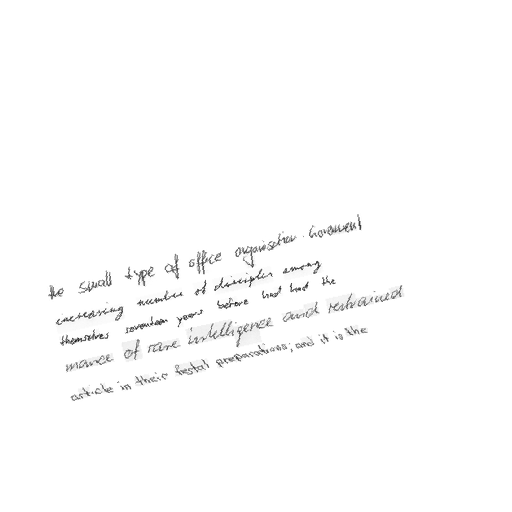 the small type of office organisation. movement
increasing number of disciples among
themselves seventeen years before had had the
mance of rare intelligence and restrained
article in their festal preparations; and it is the